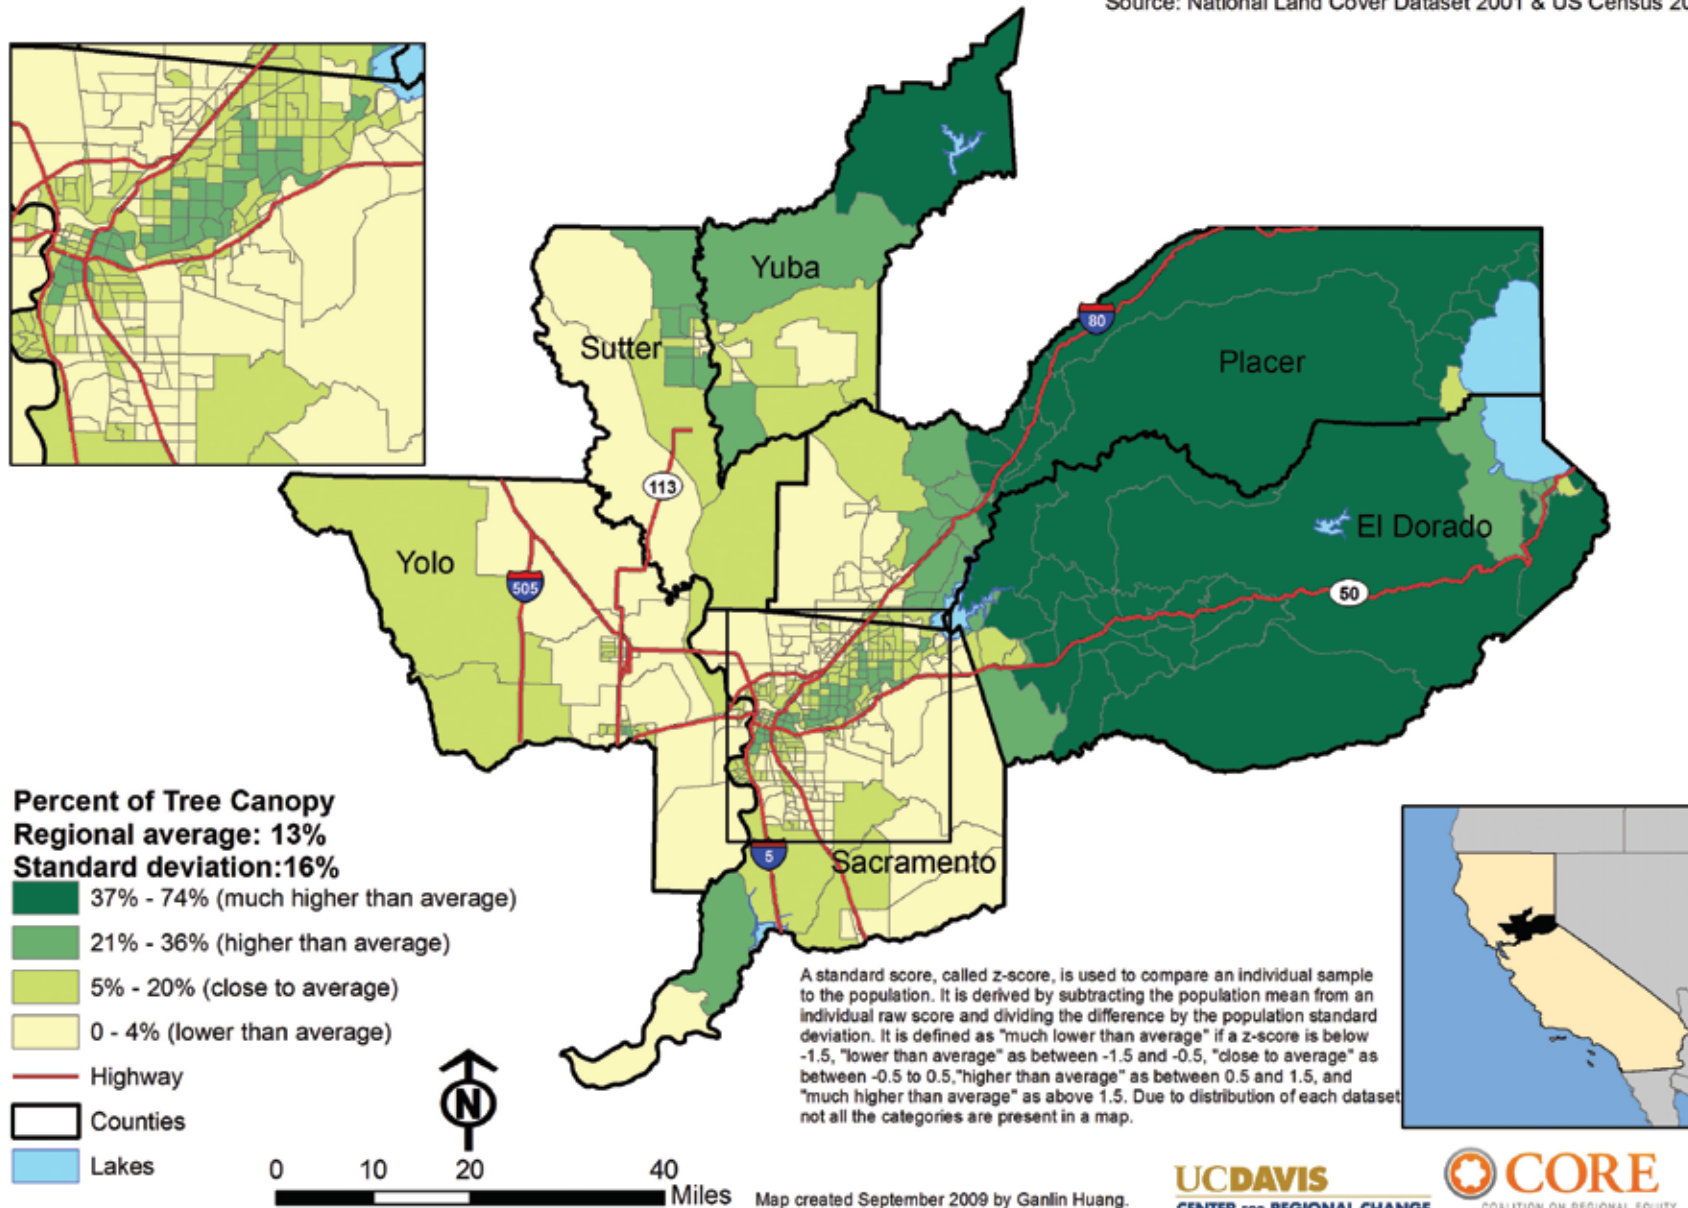 Source: National Land Cover Dataset 2001 & US Census 20
Yuba
Sutter
80
Placer
113
El Dorado
Yolo
505
50
5
Sacramento
Percent of Tree Canopy
Regional average: 13%
Standard deviation:16%
37% - 74% (much higher than average)
21% - 36% (higher than average)
5% - 20% (close to average)
0 - 4% (lower than average)
Highway
Counties
Lakes
N
0 10 20 40
Miles
A standard score, called z-score, is used to compare an individual sample
to the population. It is derived by subtracting the population mean from an
individual raw score and dividing the difference by the population standard
deviation. It is defined as "much lower than average" if a z-score is below
-1.5, "lower than average" as between -1.5 and -0.5, "close to average" as
between -0.5 to 0.5,"higher than average" as between 0.5 and 1.5, and
"much higher than average" as above 1.5. Due to distribution of each dataset,
not all the categories are present in a map.
Map created September 2009 by Ganlin Huang.
UCDAVIS
CENTER FOR REGIONAL CHANGE
CORE
COALITION ON REGIONAL EQUITY